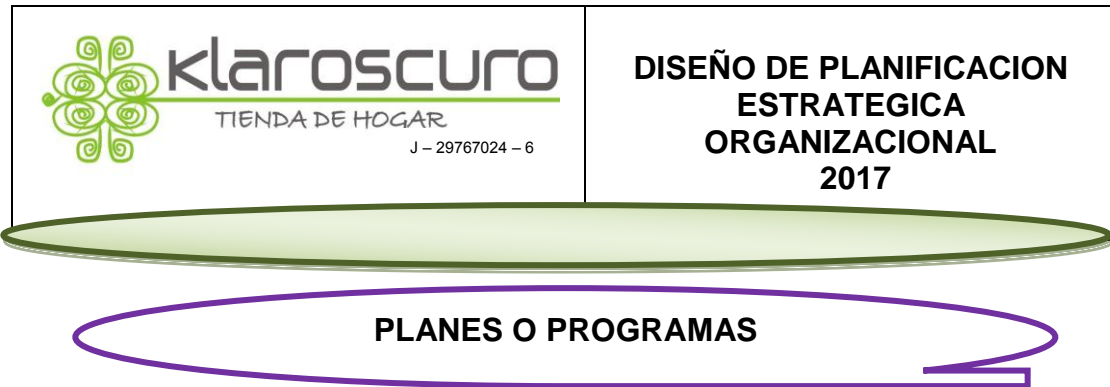 Klaroscuro
TIENDA DE HOGAR
J – 29767024 – 6
DISEÑO DE PLANIFICACION
ESTRATEGICA
ORGANIZACIONAL
2017
PLANES O PROGRAMAS